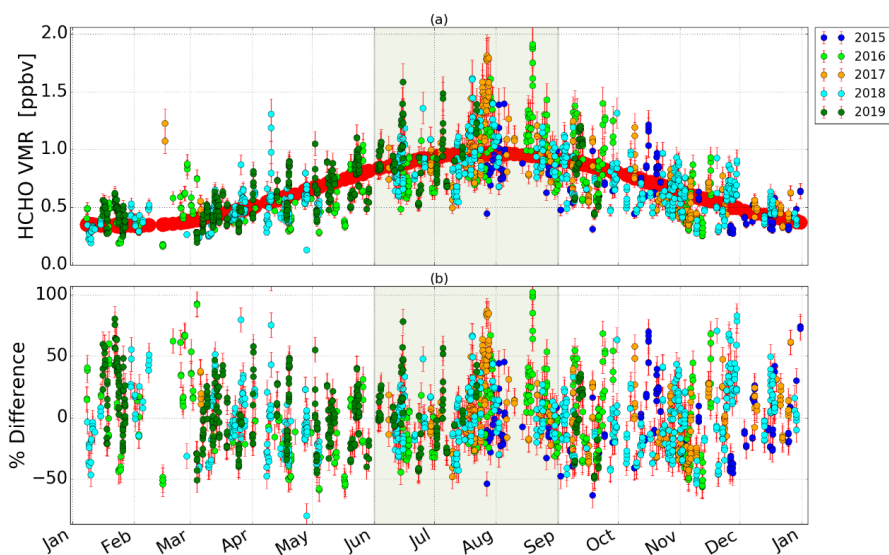 (a)
2.0
1.5
1.0
0.5
0.0
HCHO VMR [ppbv]
2015
2016
2017
2018
2019
(b)
100
50
0
−50
% Difference
Jan Feb Mar Apr May Jun Jul Aug Sep Oct Nov Dec Jan